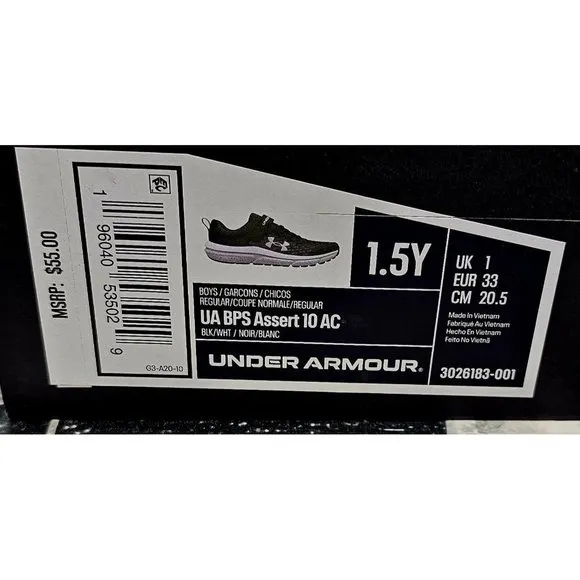 MSRP: $55.00
1 96040 53502 9
G3-A20-10
BOYS / GARCONS / CHICOS
REGULAR/COUPE NORMALE/REGULAR
UA BPS Assert 10 AC
BLK/WHT / NOIR/BLANC
UNDER ARMOUR®
1.5Y
UK 1
EUR 33
CM 20.5
Made In Vietnam
Fabriqué Au Vietnam
Hecho En Vietnam
Feito No Vietnã
3026183-001